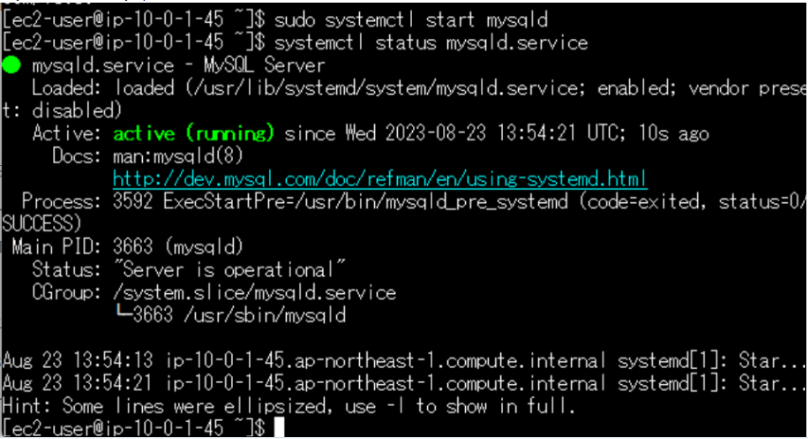 [ec2-user@ip-10-0-1-45 ~]$ sudo systemctl start mysqld
[ec2-user@ip-10-0-1-45 ~]$ systemctl status mysqld.service
● mysqld.service - MySQL Server
   Loaded: loaded (/usr/lib/systemd/system/mysqld.service; enabled; vendor prese
t: disabled)
   Active: active (running) since Wed 2023-08-23 13:54:21 UTC; 10s ago
     Docs: man:mysqld(8)
           http://dev.mysql.com/doc/refman/en/using-systemd.html
  Process: 3592 ExecStartPre=/usr/bin/mysqld_pre_systemd (code=exited, status=0/
SUCCESS)
 Main PID: 3663 (mysqld)
   Status: "Server is operational"
   CGroup: /system.slice/mysqld.service
           └─3663 /usr/sbin/mysqld

Aug 23 13:54:13 ip-10-0-1-45.ap-northeast-1.compute.internal systemd[1]: Star...
Aug 23 13:54:21 ip-10-0-1-45.ap-northeast-1.compute.internal systemd[1]: Star...
Hint: Some lines were ellipsized, use -l to show in full.
[ec2-user@ip-10-0-1-45 ~]$